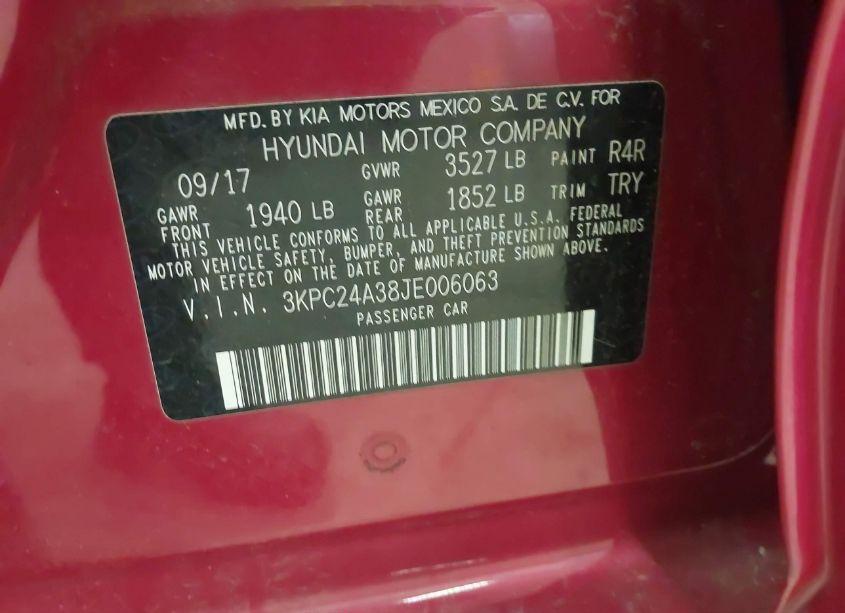 MFD. BY KIA MOTORS MEXICO S.A. DE C.V. FOR
HYUNDAI MOTOR COMPANY
09/17 GVWR 3527 LB PAINT R4R
GAWR FRONT 1940 LB GAWR REAR 1852 LB TRIM TRY
THIS VEHICLE CONFORMS TO ALL APPLICABLE U.S.A. FEDERAL
MOTOR VEHICLE SAFETY, BUMPER, AND THEFT PREVENTION STANDARDS
IN EFFECT ON THE DATE OF MANUFACTURE SHOWN ABOVE.
V.I.N. 3KPC24A38JE006063
PASSENGER CAR